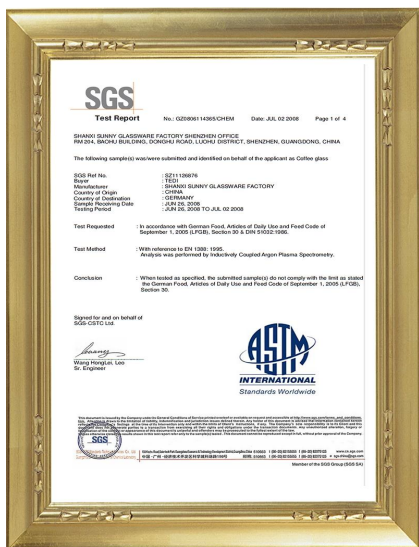 SGS
Test Report No.: GZ0806114365/CHEM Date: JUL 02 2008 Page 1 of 4
SHANXI SUNNY GLASSWARE FACTORY SHENZHEN OFFICE
RM 204, BAOHU BUILDING, DONGHU ROAD, LUOHU DISTRICT, SHENZHEN, GUANGDONG, CHINA
The following sample(s) was/were submitted and identified on behalf of the applicant as Coffee glass
SGS Ref No. : SZ11126876
Buyer : TEDI
Manufacturer : SHANXI SUNNY GLASSWARE FACTORY
Country of Origin : CHINA
Country of Destination : GERMANY
Sample Receiving Date : JUN 26, 2008
Testing Period : JUN 26, 2008 TO JUL 02 2008
Test Requested : In accordance with German Food, Articles of Daily Use and Feed Code of
September 1, 2005 (LFGB), Section 30 & DIN 51032:1986.
Test Method : With reference to EN 1388: 1995.
Analysis was performed by Inductively Coupled Argon Plasma Spectrometry.
Conclusion : When tested as specified, the submitted sample(s) do not comply with the limit as stated
the German Food, Articles of Daily Use and Feed Code of September 1, 2005 (LFGB),
Section 30.
Signed for and on behalf of
SGS-CSTC Ltd.
Wang HengLei, Leo
Sr. Engineer
ASTM
INTERNATIONAL
Standards Worldwide
SGS
Member of the SGS Group (SGS SA)